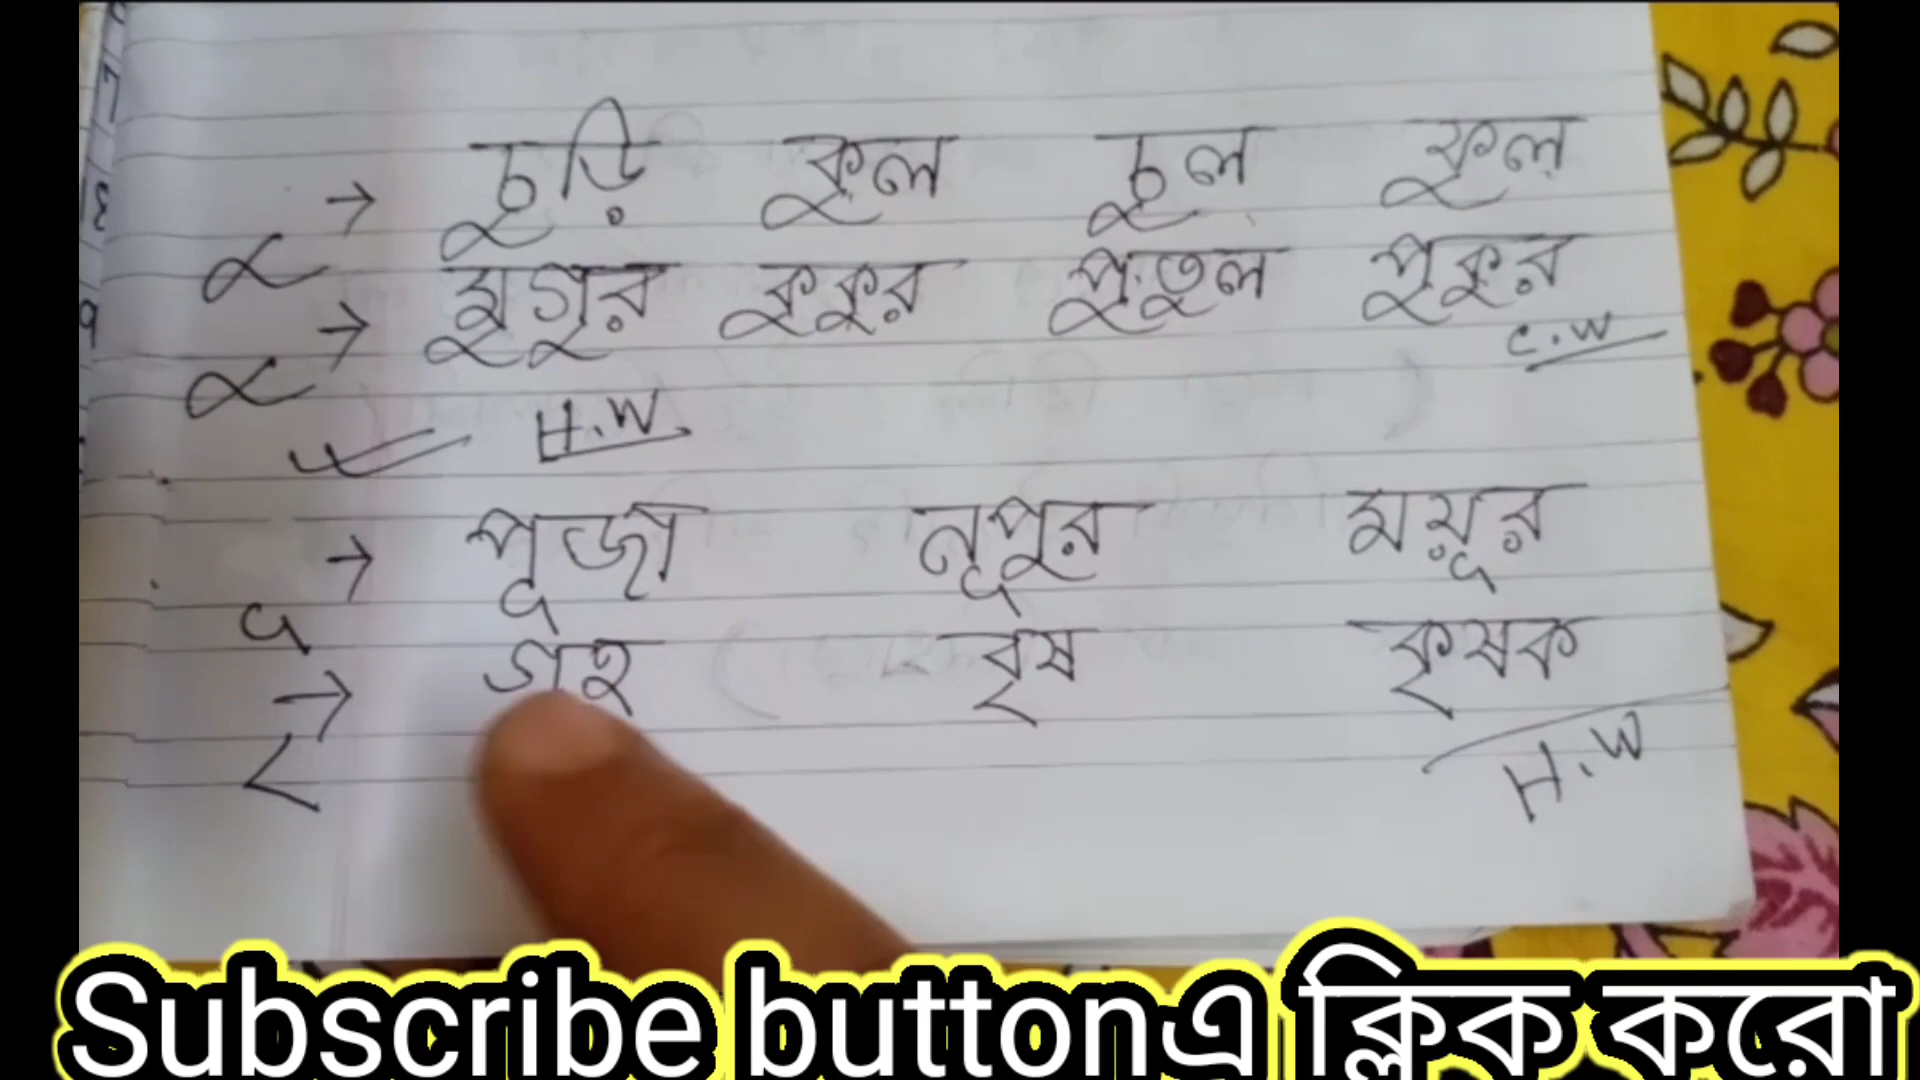 ু → চুড়ি কুল চুল ফুল
ু → মুগুর কুকুর পুতুল পুকুর
C.W
H.W.
ূ → পূজা নূপুর ময়ূর
ৃ → গৃহ বৃষ কৃষক
H.W
Subscribe buttonএ ক্লিক করো